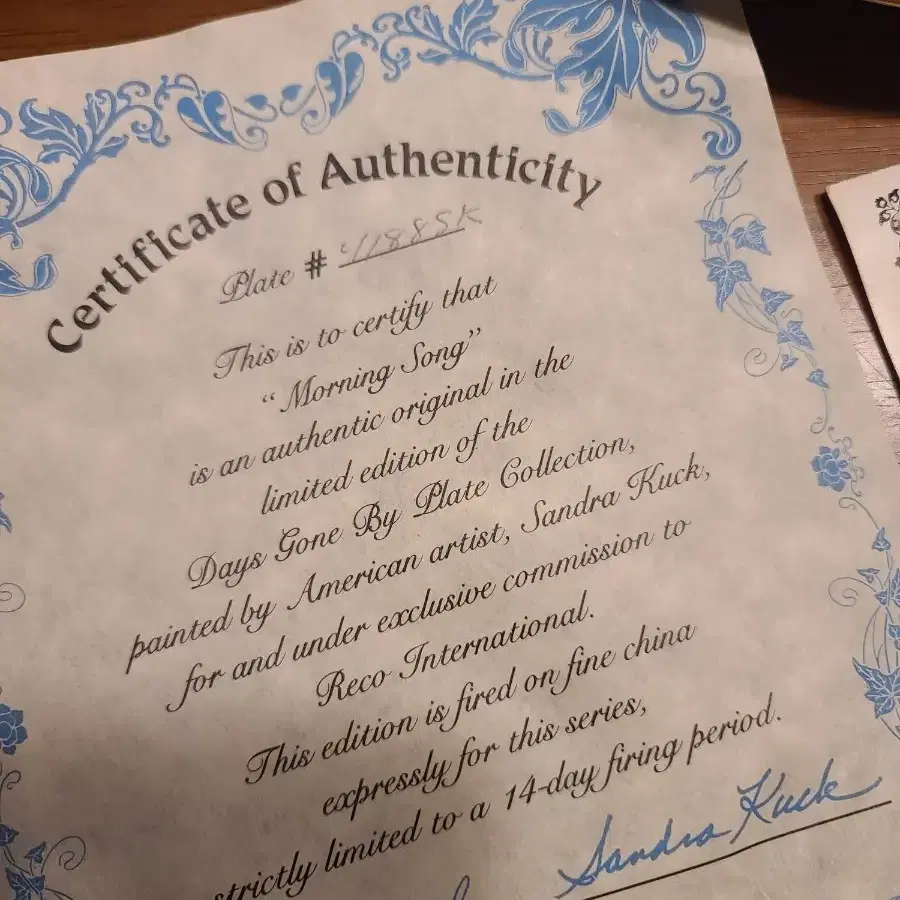 Certificate of Authenticity
Plate # 41885K
This is to certify that
“Morning Song”
is an authentic original in the
limited edition of the
Days Gone By Plate Collection,
painted by American artist, Sandra Kuck,
for and under exclusive commission to
Reco International.
This edition is fired on fine china
expressly for this series,
strictly limited to a 14-day firing period.
Sandra Kuck